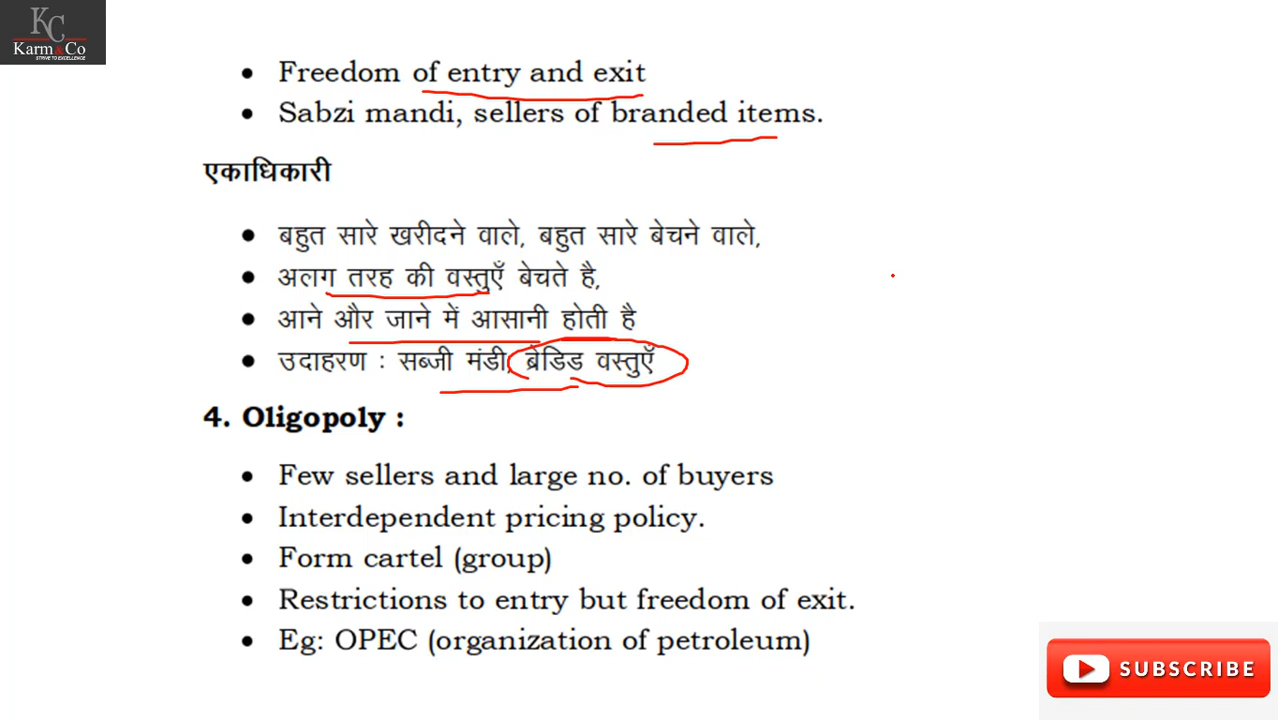 KC
Karm&Co
STRIVE TO EXCELLENCE
• Freedom of entry and exit
• Sabzi mandi, sellers of branded items.
एकाधिकारी
• बहुत सारे खरीदने वाले, बहुत सारे बेचने वाले,
• अलग तरह की वस्तुएँ बेचते है,
• आने और जाने में आसानी होती है
• उदाहरण : सब्जी मंडी, ब्रेडिड वस्तुएँ
4. Oligopoly :
• Few sellers and large no. of buyers
• Interdependent pricing policy.
• Form cartel (group)
• Restrictions to entry but freedom of exit.
• Eg: OPEC (organization of petroleum)
SUBSCRIBE